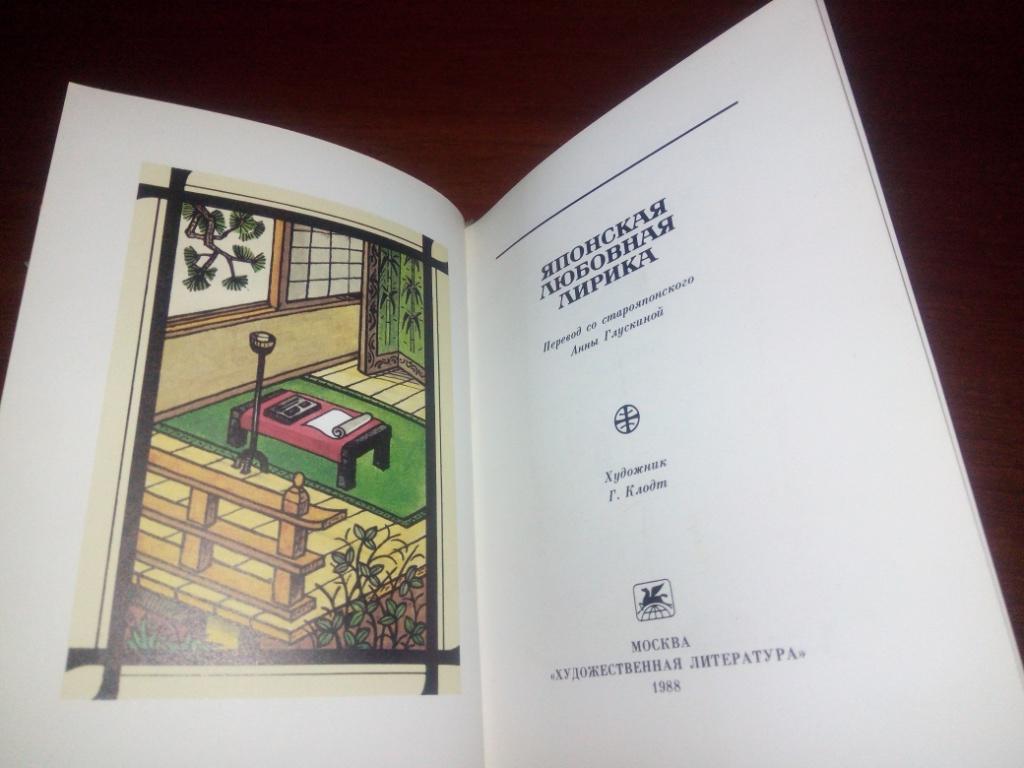 ЯПОНСКАЯ
ЛЮБОВНАЯ
ЛИРИКА
Перевод со старояпонского
Анны Глускиной
Художник
Г. Клодт
МОСКВА
«ХУДОЖЕСТВЕННАЯ ЛИТЕРАТУРА»
1988